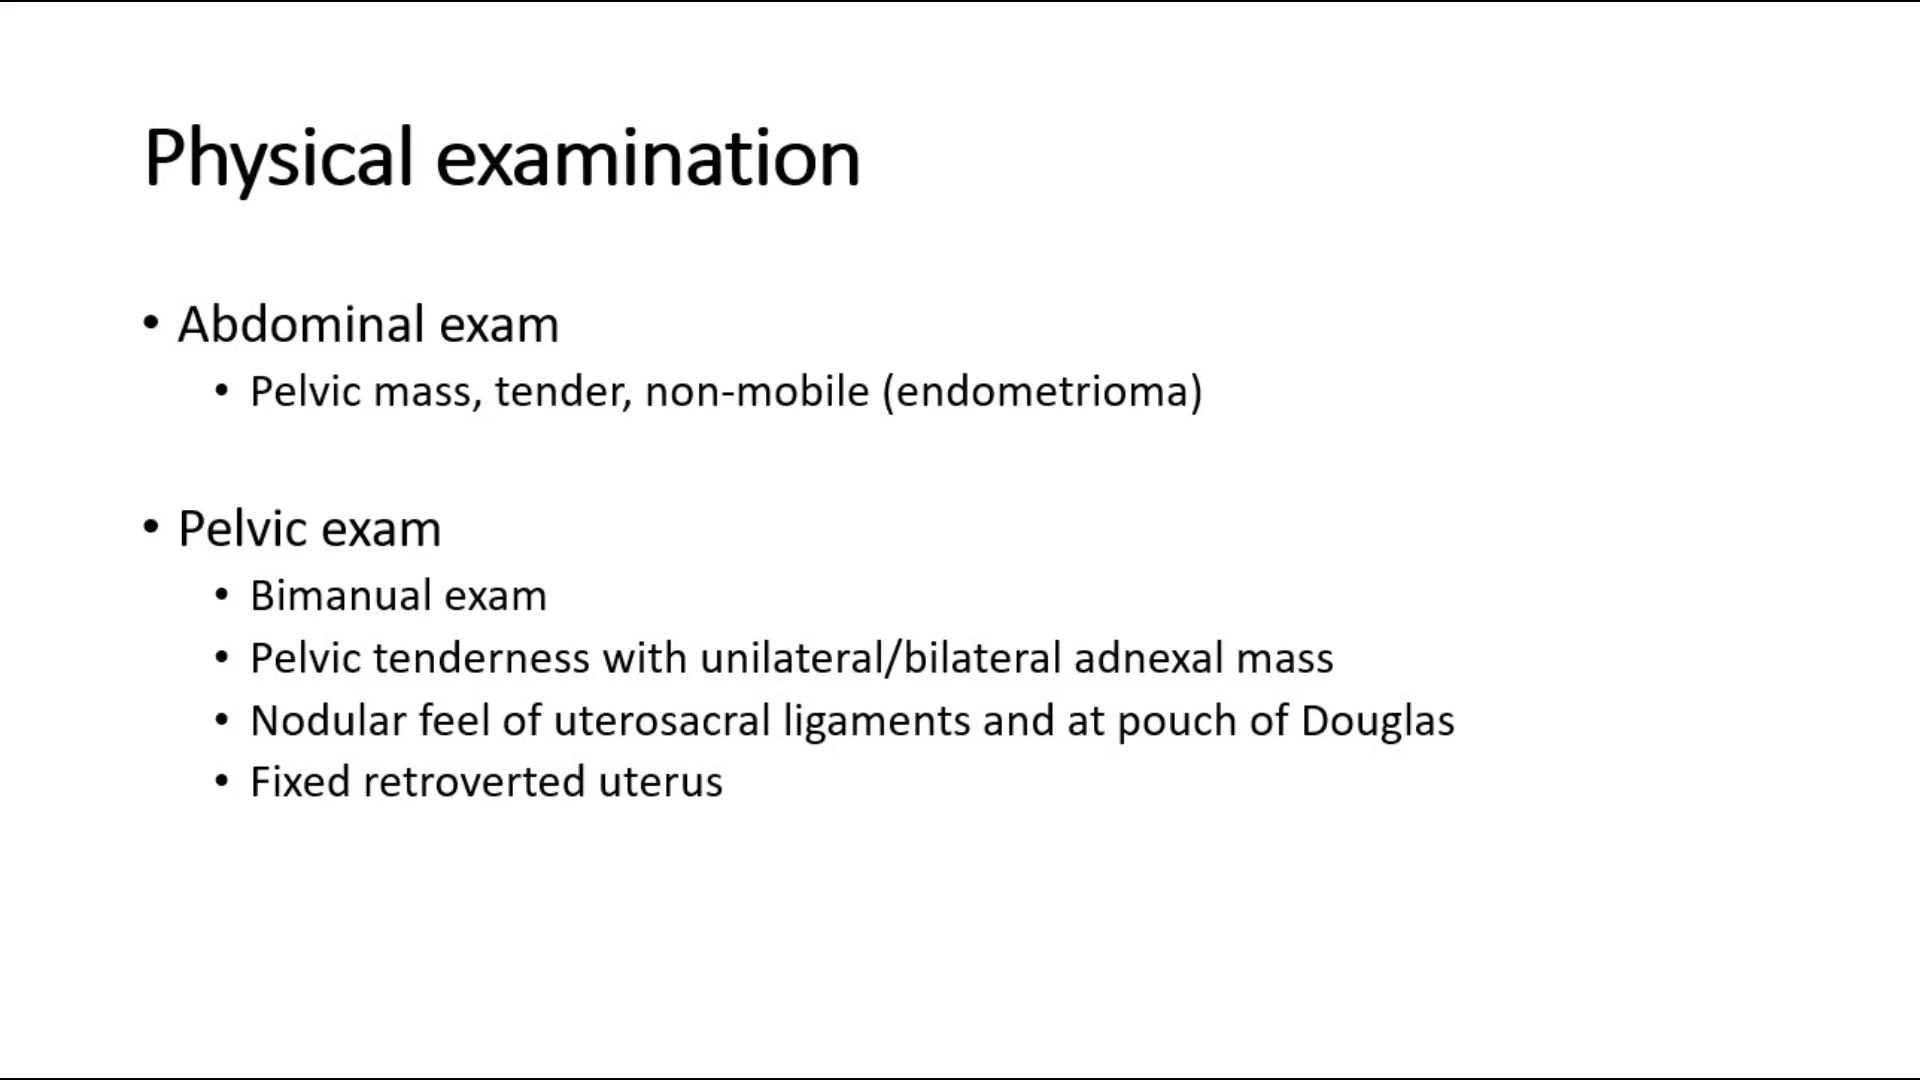 Physical examination
• Abdominal exam
• Pelvic mass, tender, non-mobile (endometrioma)
• Pelvic exam
• Bimanual exam
• Pelvic tenderness with unilateral/bilateral adnexal mass
• Nodular feel of uterosacral ligaments and at pouch of Douglas
• Fixed retroverted uterus